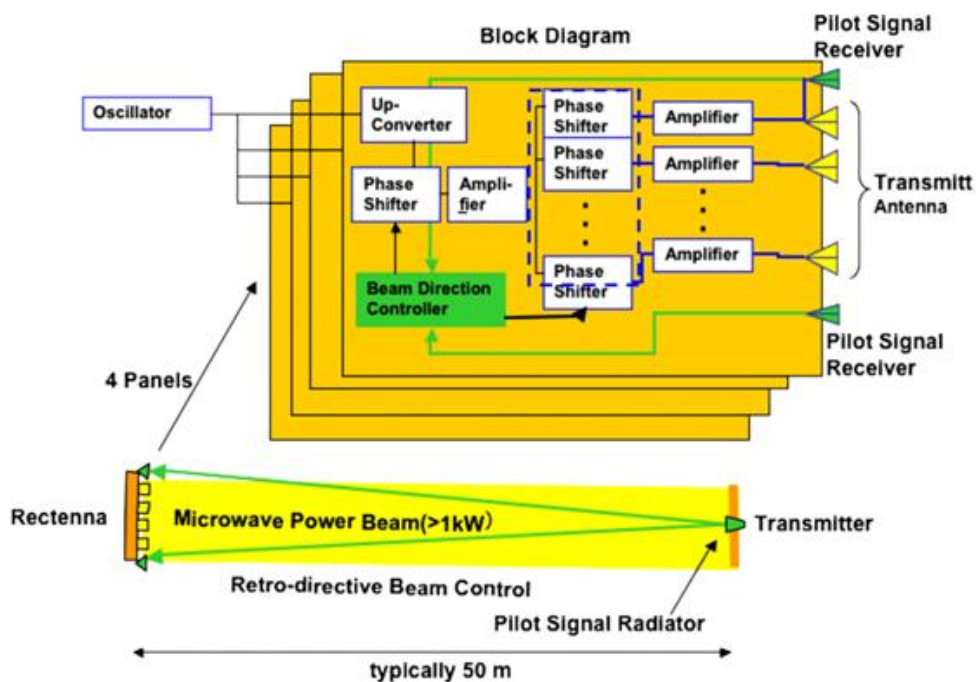 Block Diagram
Pilot Signal
Receiver
Oscillator
Up-
Converter
Phase
Shifter
Ampli-
fier
Beam Direction
Controller
Phase
Shifter
Phase
Shifter
Phase
Shifter
Amplifier
Amplifier
Amplifier
Transmitt
Antenna
Pilot Signal
Receiver
4 Panels
Rectenna
Microwave Power Beam(>1kW)
Transmitter
Retro-directive Beam Control
Pilot Signal Radiator
typically 50 m